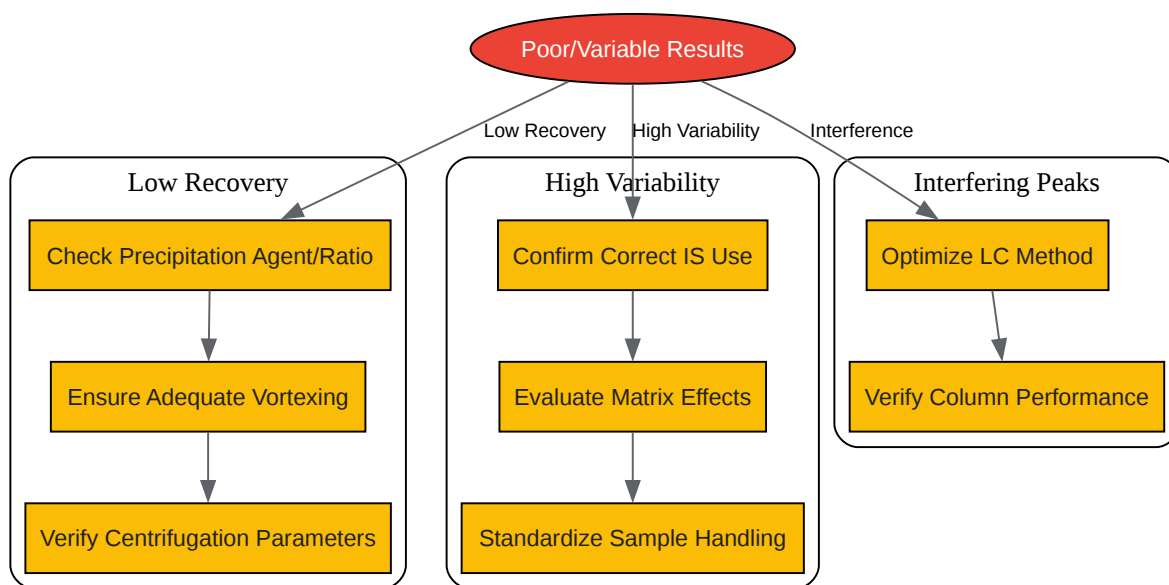 Poor/Variable Results
Low Recovery
High Variability
Interference
Low Recovery
High Variability
Interfering Peaks
Check Precipitation Agent/Ratio
Confirm Correct IS Use
Optimize LC Method
Ensure Adequate Vortexing
Evaluate Matrix Effects
Verify Column Performance
Verify Centrifugation Parameters
Standardize Sample Handling